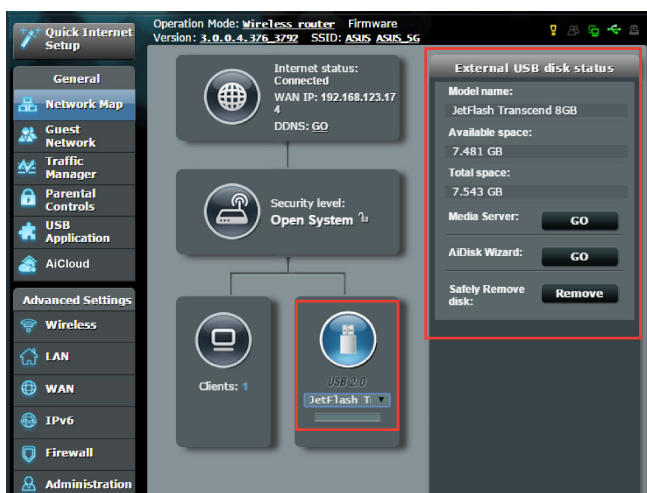 Operation Mode: Wireless router Firmware
Version: 3.0.0.4.376_3792 SSID: ASUS ASUS_5G
Quick Internet
Setup
General
Network Map
Guest
Network
Traffic
Manager
Parental
Controls
USB
Application
AiCloud
Advanced Settings
Wireless
LAN
WAN
IPv6
Firewall
Administration
Internet status:
Connected
WAN IP: 192.168.123.17
4
DDNS: GO
Security level:
Open System
Clients: 1
USB 2.0
JetFlash Ti
External USB disk status
Model name:
JetFlash Transcend 8GB
Available space:
7.481 GB
Total space:
7.543 GB
Media Server: GO
AiDisk Wizard: GO
Safely Remove
disk: Remove